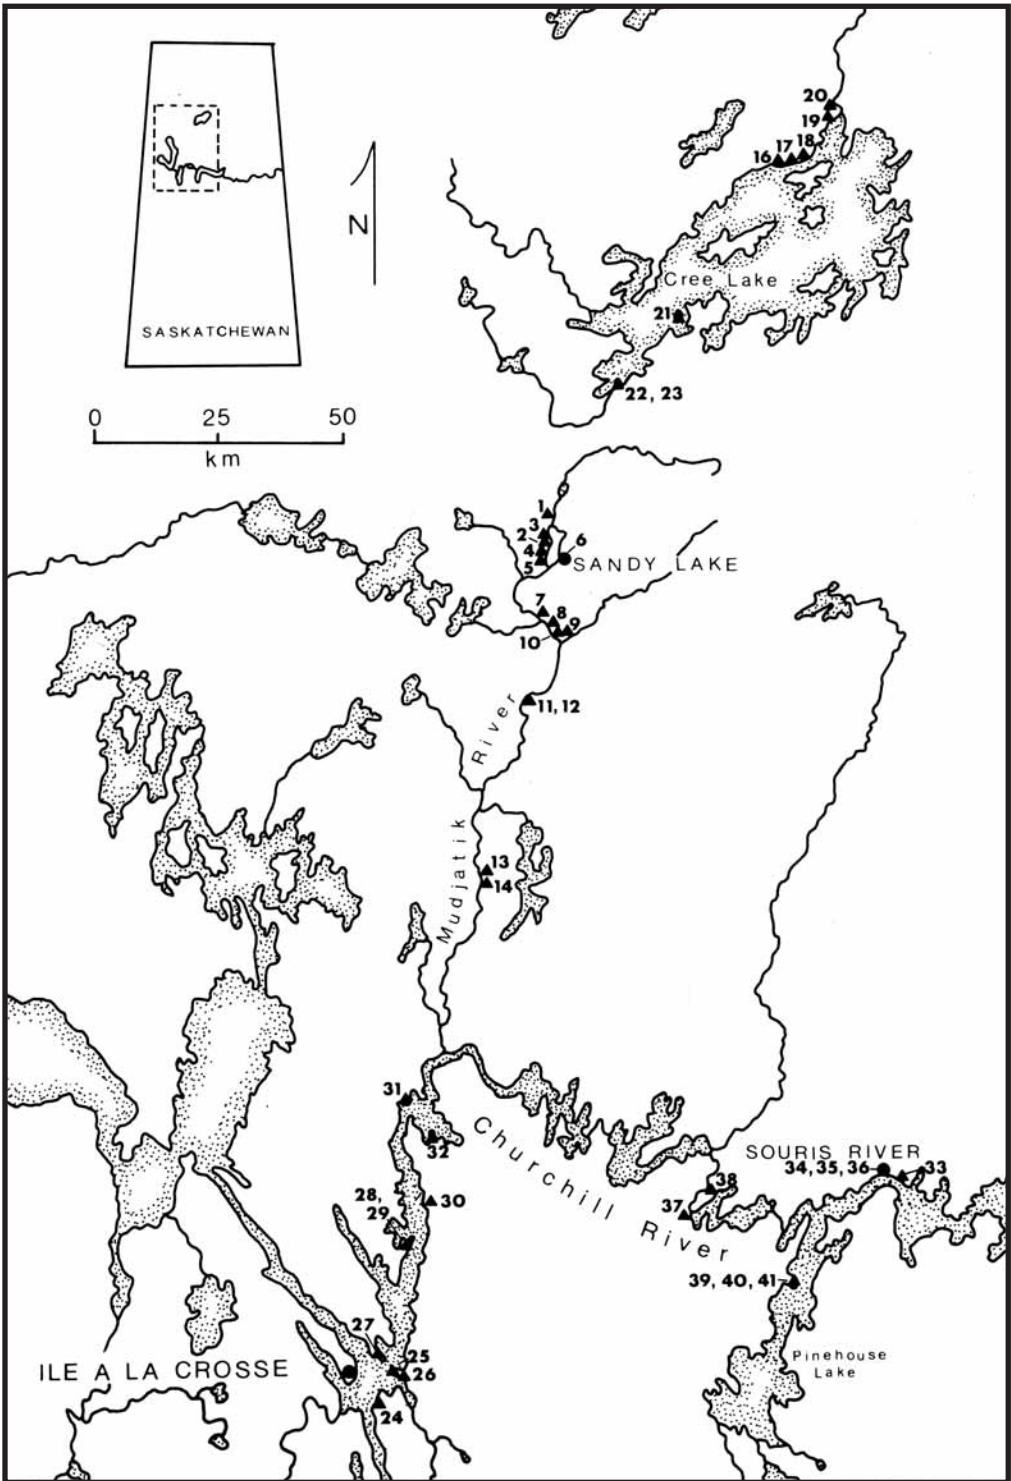 20
19
18
17
16
N
Cree Lake
21
SASKATCHEWAN
22, 23
0 25 50
km
1
3
2
6
4
5
SANDY LAKE
7
8
9
10
11, 12
River
Mudjatik
13
14
31
32
Churchill River
SOURIS RIVER
34, 35, 36
33
38
37
28,
29
30
39, 40, 41
27
25
26
Pinehouse
Lake
ILE A LA CROSSE
24